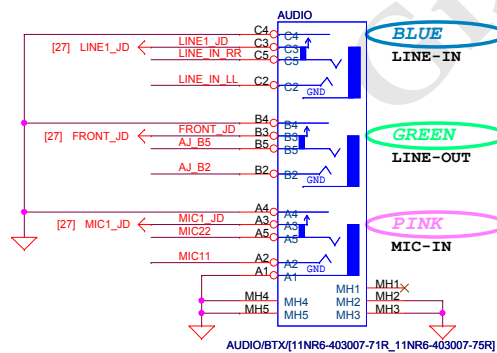 AUDIO
C4 C4 BLUE
[27] LINE1_JD LINE1_JD C3 C3
LINE_IN_RR C5 C5 LINE-IN
LINE_IN_LL C2 C2
GND
B4 B4 GREEN
[27] FRONT_JD FRONT_JD B3 B3
AJ_B5 B5 B5 LINE-OUT
AJ_B2 B2 B2
GND
A4 A4 PINK
[27] MIC1_JD MIC1_JD A3 A3
MIC22 A5 A5 MIC-IN
MIC11 A2 A2
GND
A1 A1
MH1 MH1
MH4 MH4 MH2 MH2
MH5 MH5 MH3 MH3
AUDIO/BTX/[11NR6-403007-71R_11NR6-403007-75R]